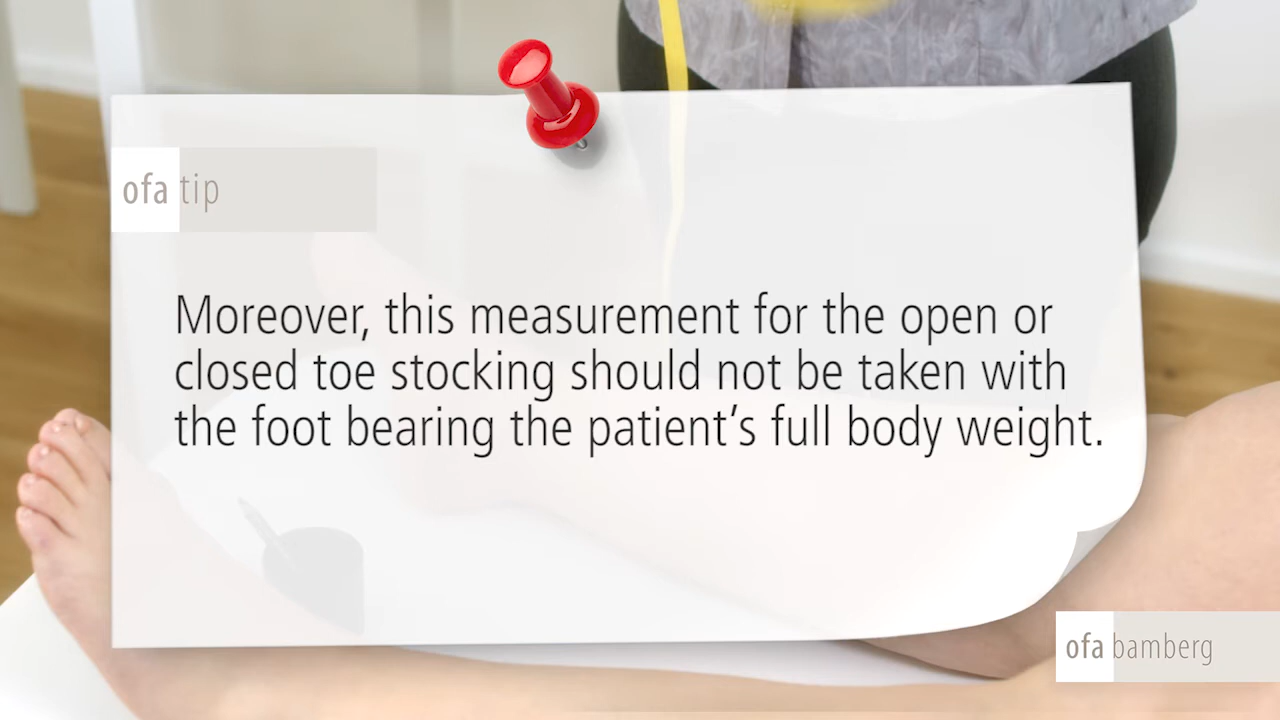 ofa tip
Moreover, this measurement for the open or
closed toe stocking should not be taken with
the foot bearing the patient’s full body weight.
ofa bamberg